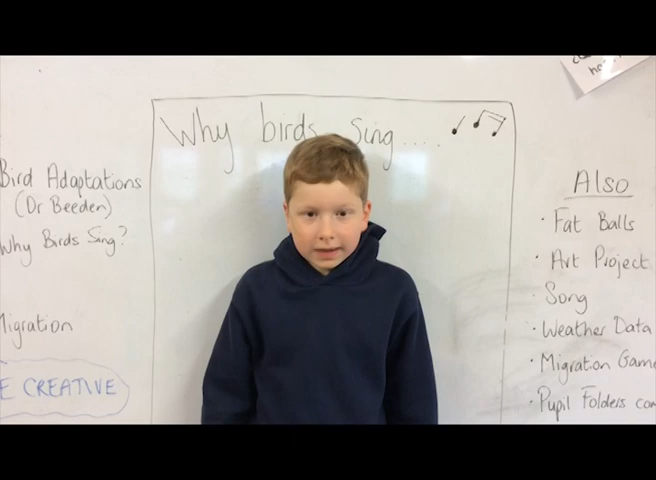 Why birds Sing....
Bird Adaptations
(Dr Beeden)
Why Birds Sing?
Migration
E CREATIVE
Also
· Fat Balls
· Art Project
· Song
· Weather Data
· Migration Game
· Pupil Folders